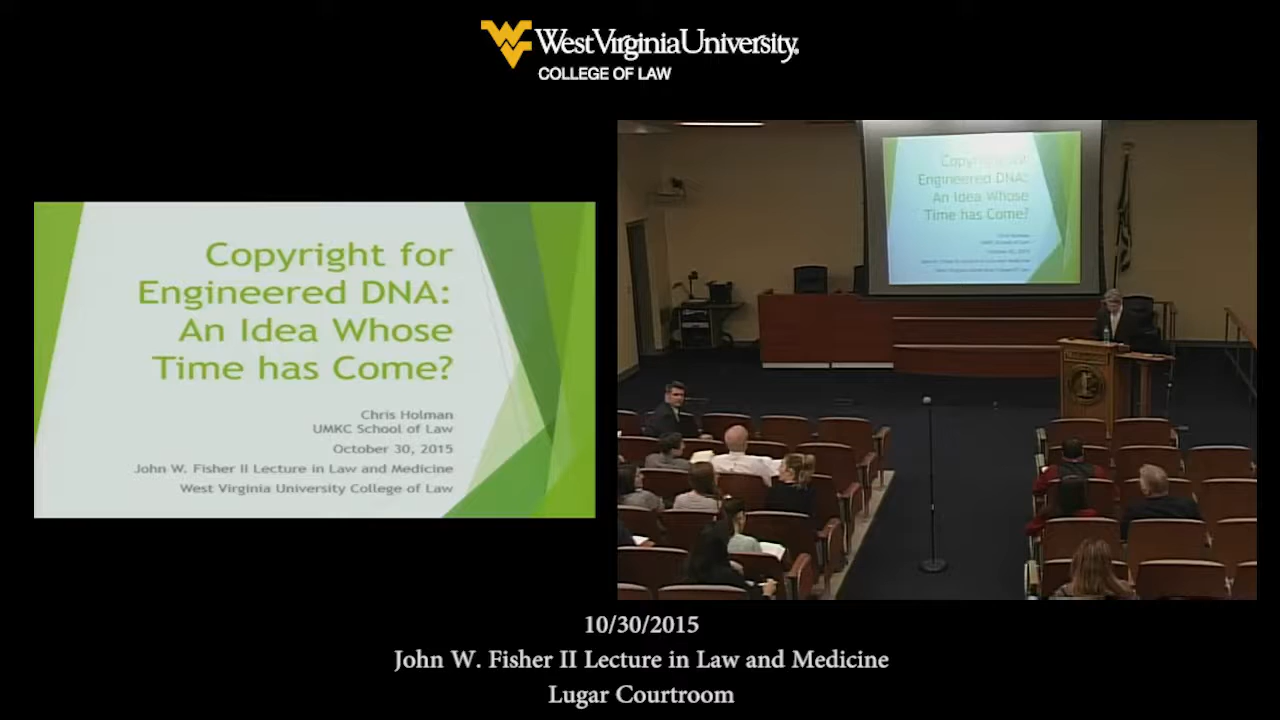 West Virginia University®
COLLEGE OF LAW
Copyright for
Engineered DNA:
An Idea Whose
Time has Come?
Chris Holman
UMKC School of Law
October 30, 2015
John W. Fisher II Lecture in Law and Medicine
West Virginia University College of Law
Copyright for
Engineered DNA:
An Idea Whose
Time has Come?
10/30/2015
John W. Fisher II Lecture in Law and Medicine
Lugar Courtroom